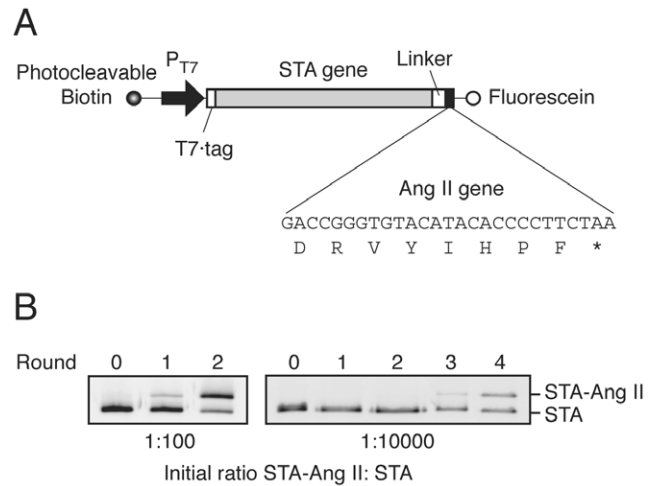 A
Photocleavable
Biotin
PT7
STA gene
Linker
Fluorescein
T7·tag
Ang II gene
GACCGGGTGTACATACACCCCTTCTAA
D R V Y I H P F *
B
Round 0 1 2 0 1 2 3 4
STA-Ang II
STA
1:100 1:10000
Initial ratio STA-Ang II: STA